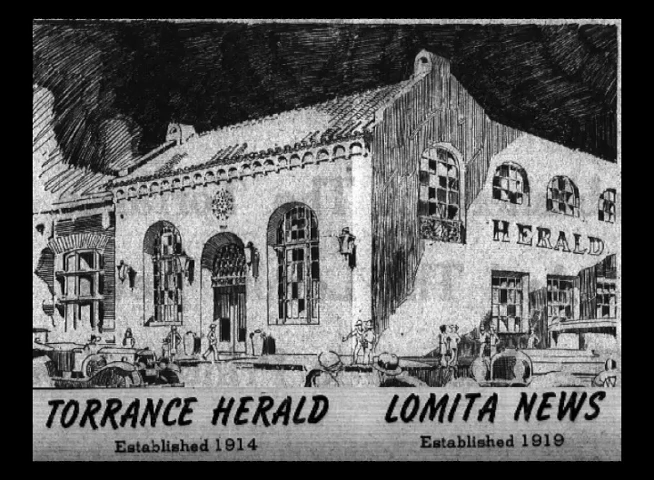 HERALD
TORRANCE HERALD
LOMITA NEWS
Established 1914
Established 1919